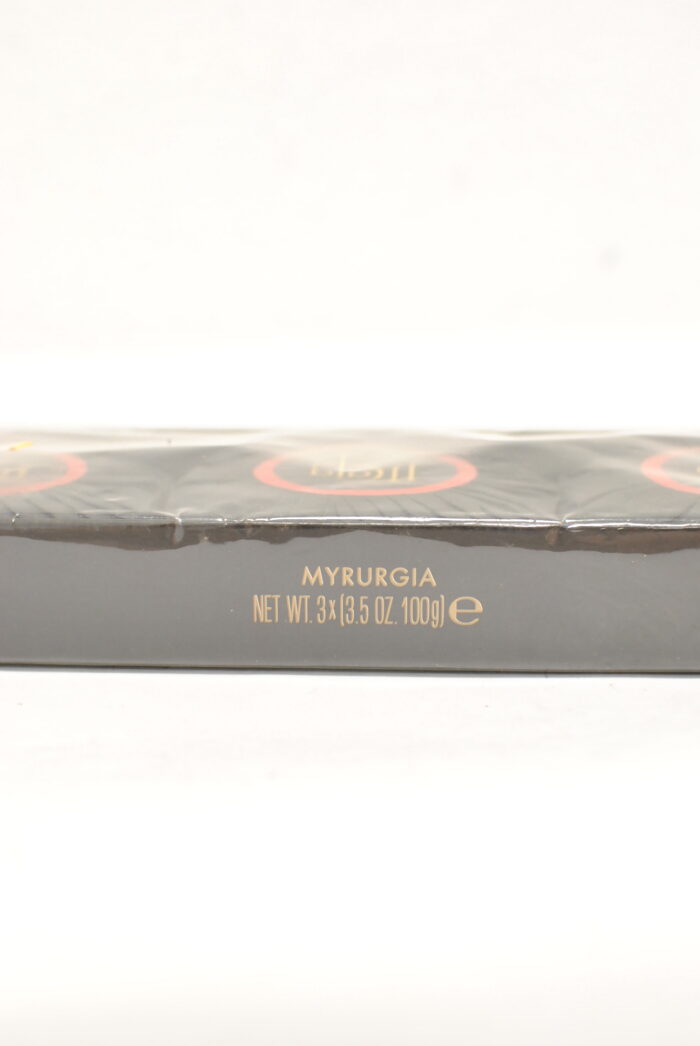 MYRURGIA
NET WT. 3x(3.5 OZ. 100g) e